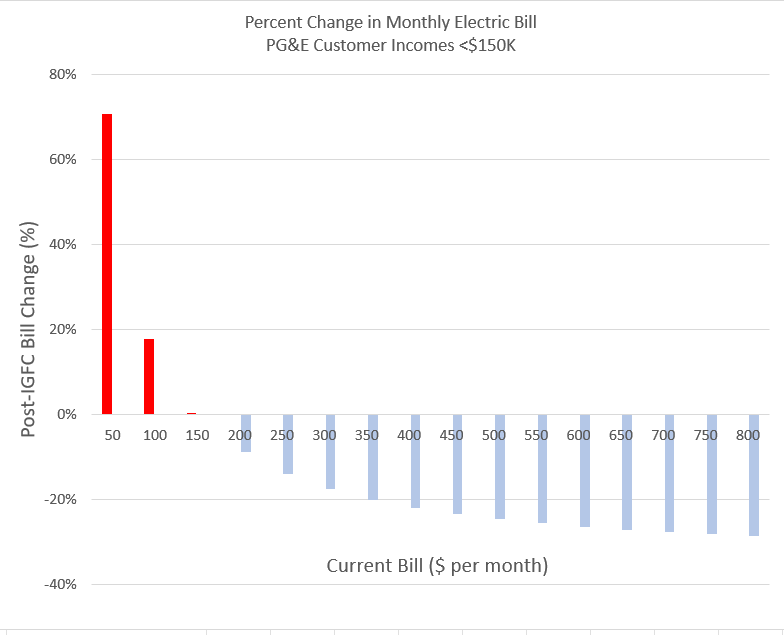 Percent Change in Monthly Electric Bill
PG&E Customer Incomes <$150K
80%
60%
40%
20%
0%
-20%
-40%
Post-IGFC Bill Change (%)
50 100 150 200 250 300 350 400 450 500 550 600 650 700 750 800
Current Bill ($ per month)